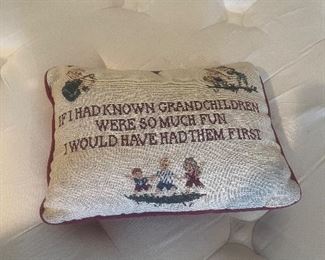 IF I HAD KNOWN GRANDCHILDREN
WERE SO MUCH FUN
I WOULD HAVE HAD THEM FIRST